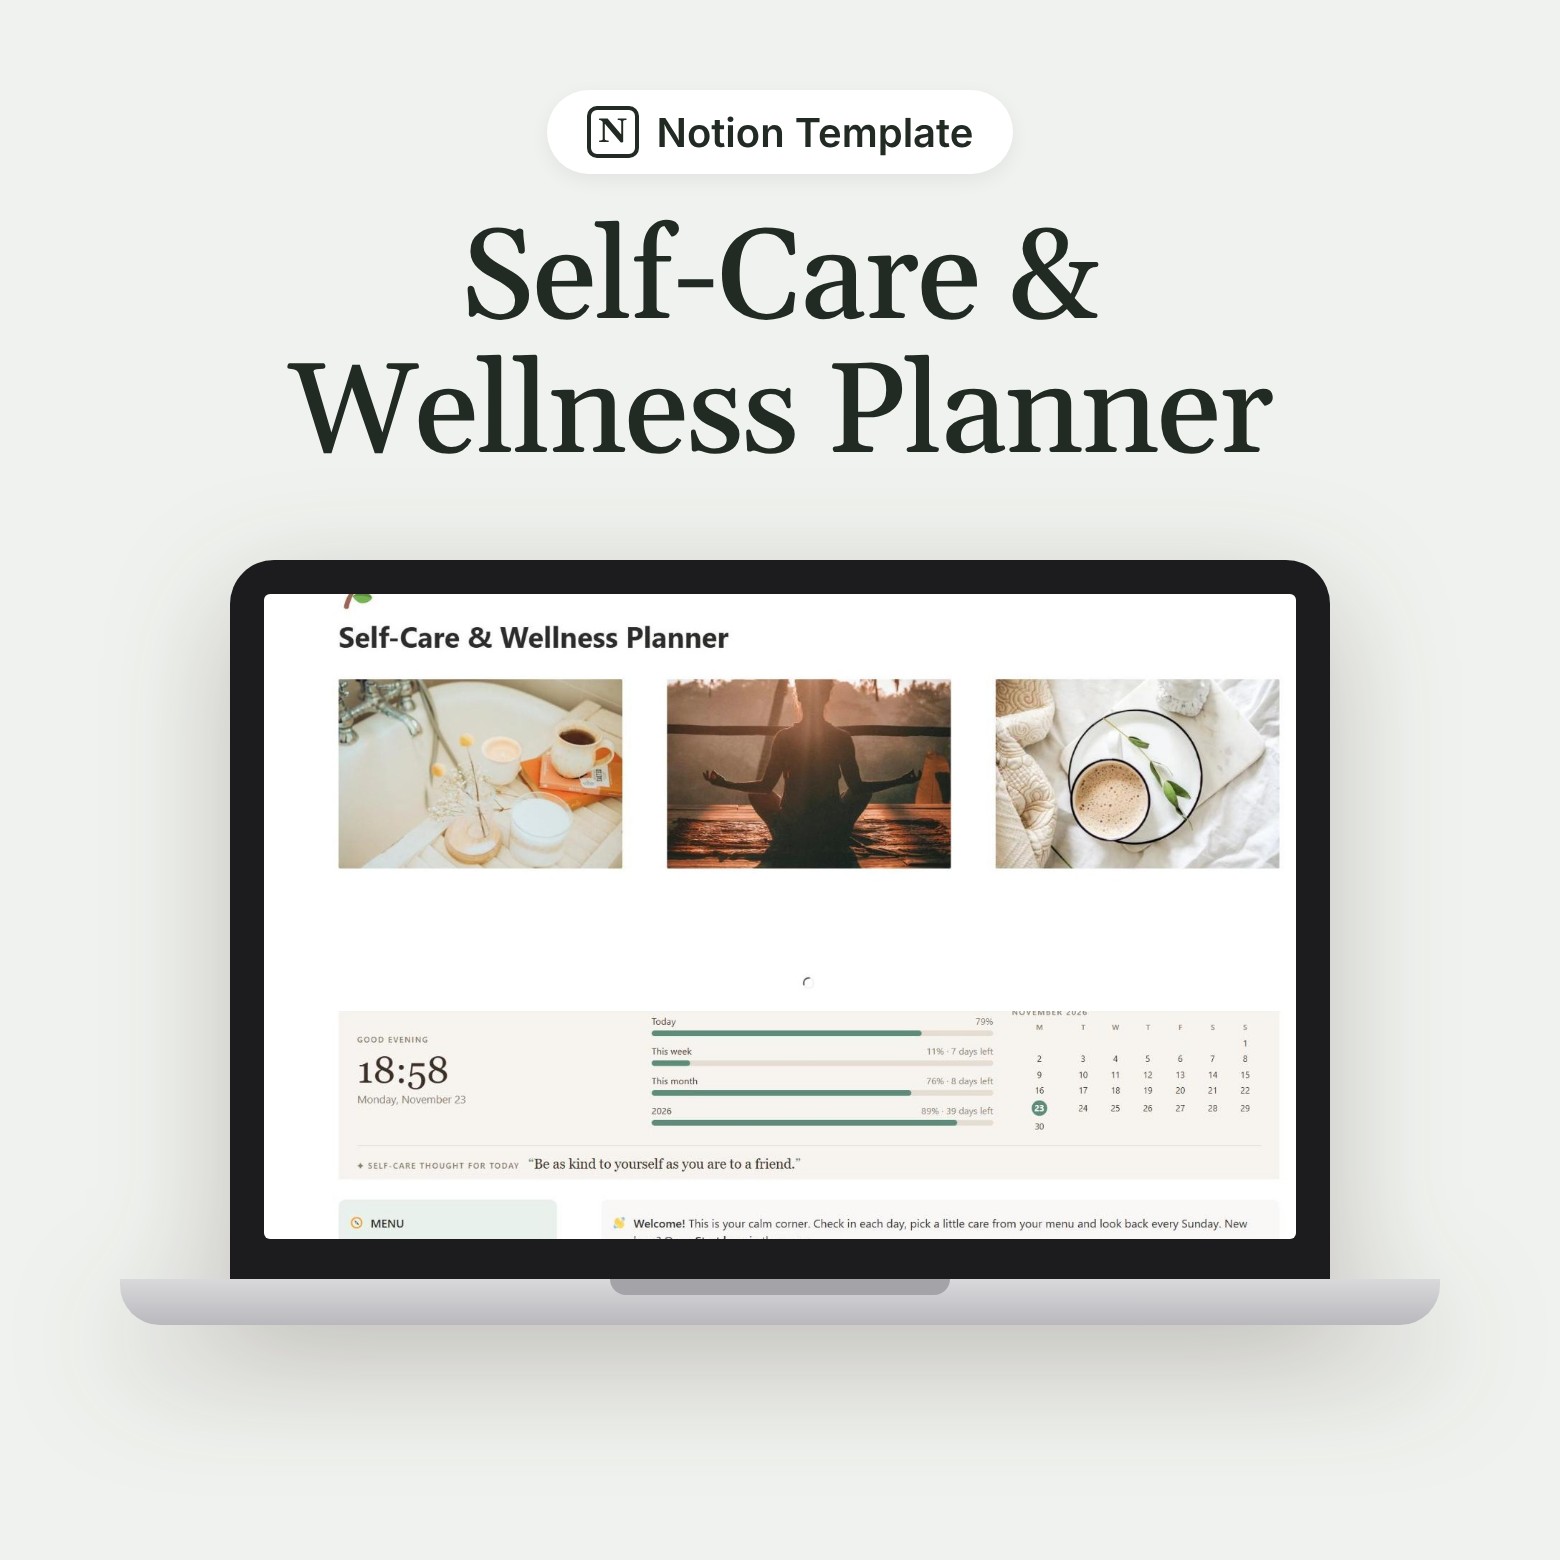 N Notion Template
Self-Care &
Wellness Planner
Self-Care & Wellness Planner
GOOD EVENING
18:58
Monday, November 23
Today 79%
This week 11% · 7 days left
This month 76% · 8 days left
2026 89% · 39 days left
NOVEMBER 2026
M T W T F S S
1
2 3 4 5 6 7 8
9 10 11 12 13 14 15
16 17 18 19 20 21 22
23 24 25 26 27 28 29
30
✦ SELF-CARE THOUGHT FOR TODAY “Be as kind to yourself as you are to a friend.”
MENU
Welcome! This is your calm corner. Check in each day, pick a little care from your menu and look back every Sunday. New